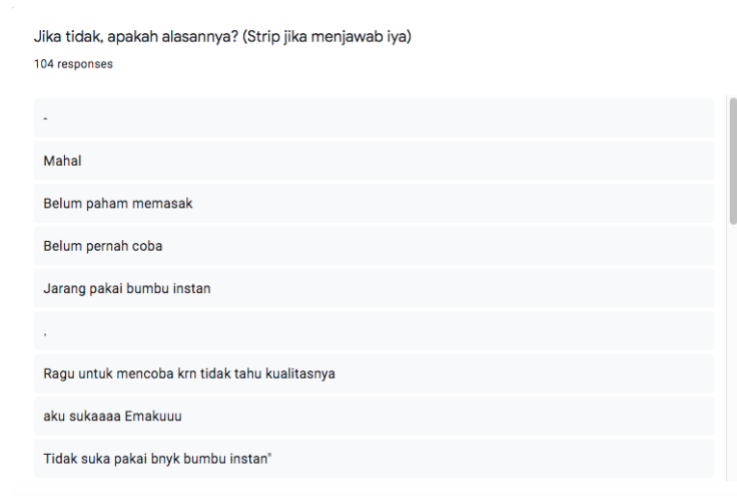 Jika tidak, apakah alasannya? (Strip jika menjawab iya)
104 responses
-
Mahal
Belum paham memasak
Belum pernah coba
Jarang pakai bumbu instan
.
Ragu untuk mencoba krn tidak tahu kualitasnya
aku sukaaaa Emakuuu
Tidak suka pakai bnyk bumbu instan"